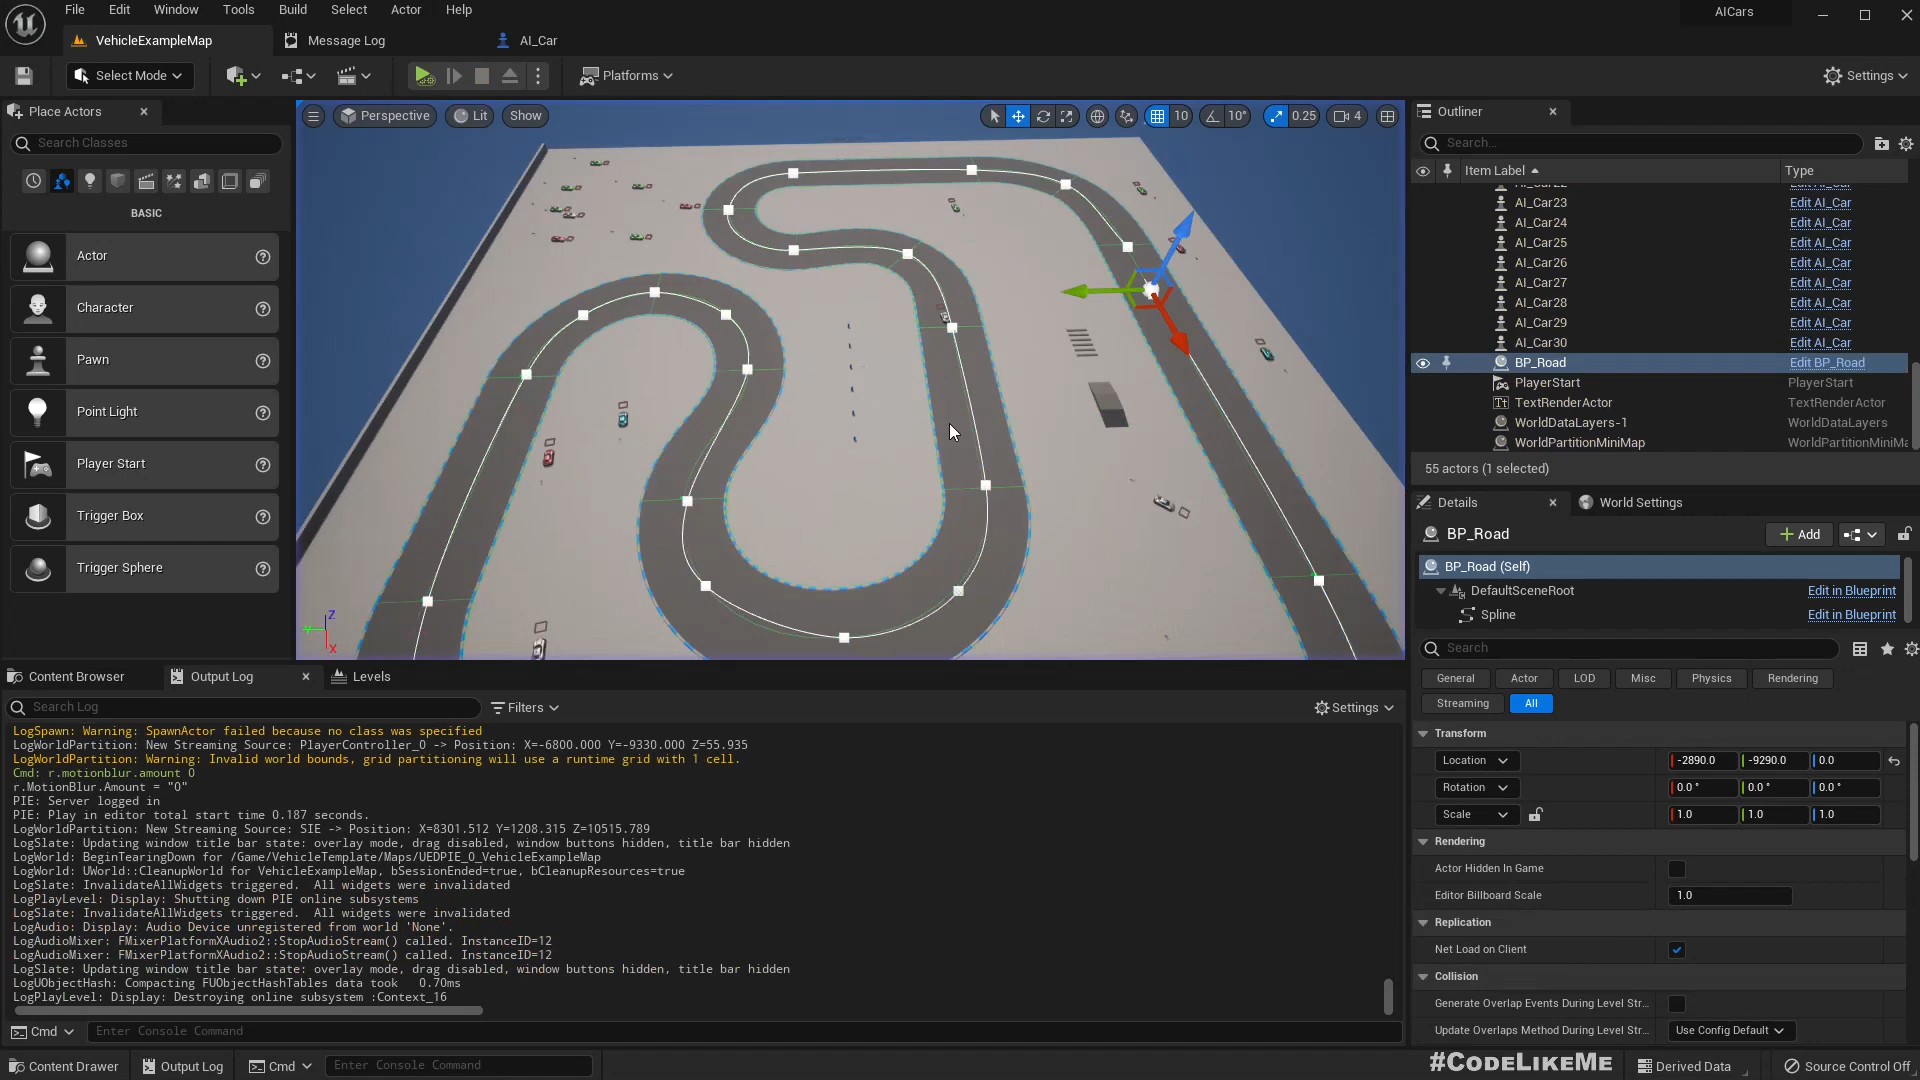 File Edit Window Tools Build Select Actor Help
AICars
VehicleExampleMap
Message Log
AI_Car
Select Mode
Platforms
Settings
Place Actors
Search Classes
BASIC
Actor
Character
Pawn
Point Light
Player Start
Trigger Box
Trigger Sphere
Perspective
Lit
Show
10
10°
0.25
4
Z
X
Outliner
Search...
Item Label
Type
AI_Car23 Edit AI_Car
AI_Car24 Edit AI_Car
AI_Car25 Edit AI_Car
AI_Car26 Edit AI_Car
AI_Car27 Edit AI_Car
AI_Car28 Edit AI_Car
AI_Car29 Edit AI_Car
AI_Car30 Edit AI_Car
BP_Road Edit BP_Road
PlayerStart PlayerStart
Tt TextRenderActor TextRenderActor
WorldDataLayers-1 WorldDataLayers
WorldPartitionMiniMap WorldPartitionMiniMa
55 actors (1 selected)
Details
World Settings
BP_Road
Add
BP_Road (Self)
DefaultSceneRoot Edit in Blueprint
Spline Edit in Blueprint
Search
General Actor LOD Misc Physics Rendering
Streaming All
Transform
Location -2890.0 -9290.0 0.0
Rotation 0.0 ° 0.0 ° 0.0 °
Scale 1.0 1.0 1.0
Rendering
Actor Hidden In Game
Editor Billboard Scale 1.0
Replication
Net Load on Client
Collision
Generate Overlap Events During Level Str...
Update Overlaps Method During Level Str... Use Config Default
Content Browser
Output Log
Levels
Search Log
Filters
Settings
LogSpawn: Warning: SpawnActor failed because no class was specified
LogWorldPartition: New Streaming Source: PlayerController_0 -> Position: X=-6800.000 Y=-9330.000 Z=55.935
LogWorldPartition: Warning: Invalid world bounds, grid partitioning will use a runtime grid with 1 cell.
Cmd: r.motionblur.amount 0
r.MotionBlur.Amount = "0"
PIE: Server logged in
PIE: Play in editor total start time 0.187 seconds.
LogWorldPartition: New Streaming Source: SIE -> Position: X=8301.512 Y=1208.315 Z=10515.789
LogSlate: Updating window title bar state: overlay mode, drag disabled, window buttons hidden, title bar hidden
LogWorld: BeginTearingDown for /Game/VehicleTemplate/Maps/UEDPIE_0_VehicleExampleMap
LogWorld: UWorld::CleanupWorld for VehicleExampleMap, bSessionEnded=true, bCleanupResources=true
LogSlate: InvalidateAllWidgets triggered. All widgets were invalidated
LogPlayLevel: Display: Shutting down PIE online subsystems
LogSlate: InvalidateAllWidgets triggered. All widgets were invalidated
LogAudio: Display: Audio Device unregistered from world 'None'.
LogAudioMixer: FMixerPlatformXAudio2::StopAudioStream() called. InstanceID=12
LogAudioMixer: FMixerPlatformXAudio2::StopAudioStream() called. InstanceID=12
LogSlate: Updating window title bar state: overlay mode, drag disabled, window buttons hidden, title bar hidden
LogUObjectHash: Compacting FUObjectHashTables data took 0.70ms
LogPlayLevel: Display: Destroying online subsystem :Context_16
Cmd
Enter Console Command
Content Drawer
Output Log
Cmd
Enter Console Command
#CODELIKEME
Derived Data
Source Control Off